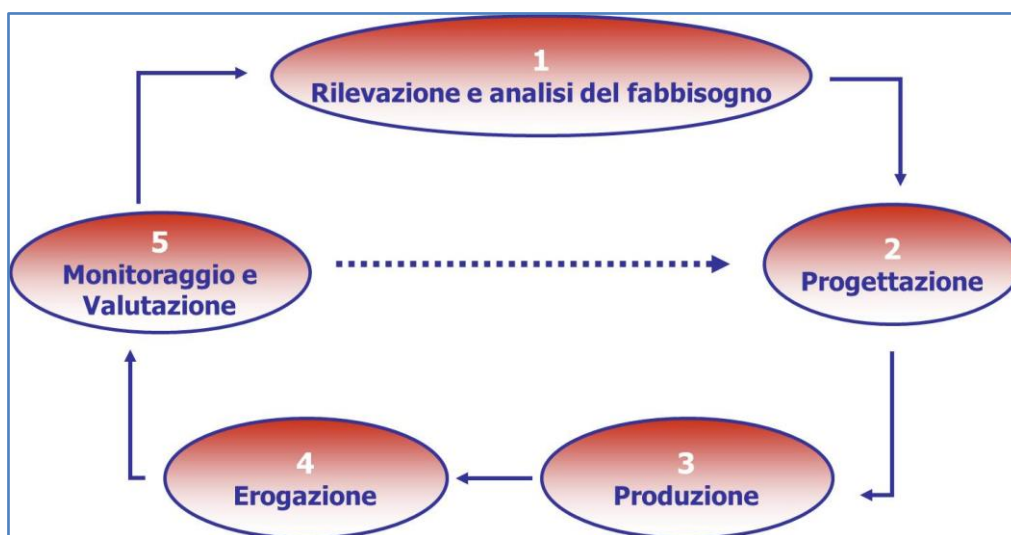 1
Rilevazione e analisi del fabbisogno
2
Progettazione
3
Produzione
4
Erogazione
5
Monitoraggio e
Valutazione